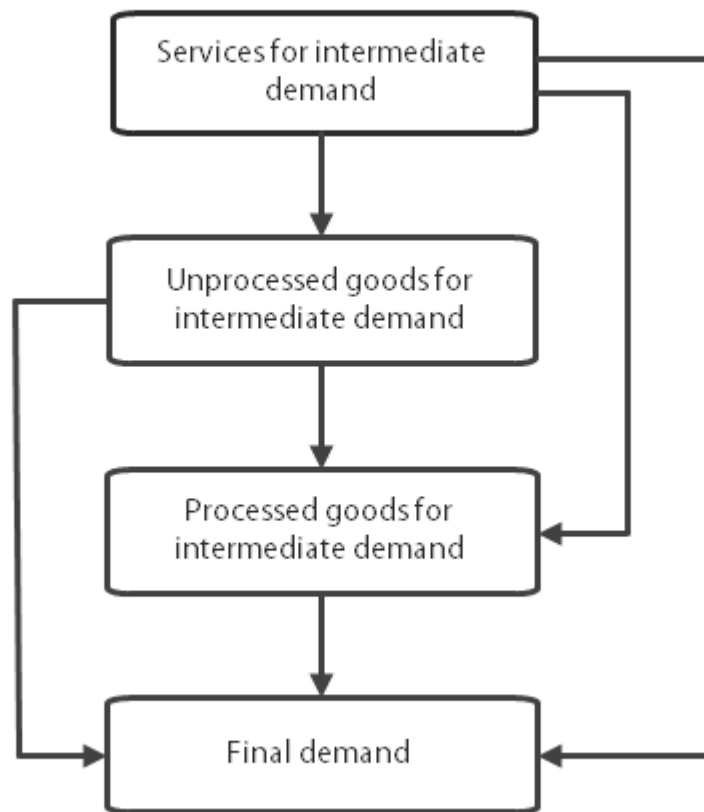 Services for intermediate
demand
Unprocessed goods for
intermediate demand
Processed goods for
intermediate demand
Final demand